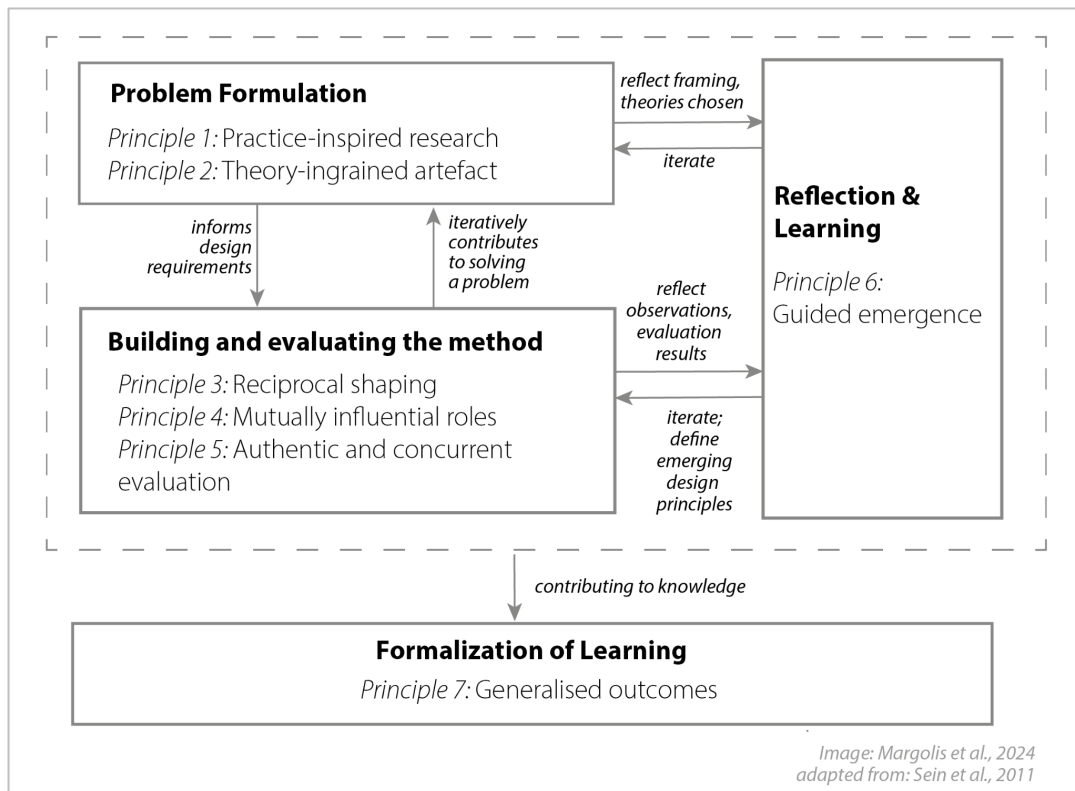 Problem Formulation
Principle 1: Practice-inspired research
Principle 2: Theory-ingrained artefact
reflect framing,
theories chosen
iterate
Reflection &
Learning
Principle 6:
Guided emergence
informs
design
requirements
iteratively
contributes
to solving
a problem
Building and evaluating the method
Principle 3: Reciprocal shaping
Principle 4: Mutually influential roles
Principle 5: Authentic and concurrent
evaluation
reflect
observations,
evaluation
results
iterate;
define
emerging
design
principles
contributing to knowledge
Formalization of Learning
Principle 7: Generalised outcomes
Image: Margolis et al., 2024
adapted from: Sein et al., 2011